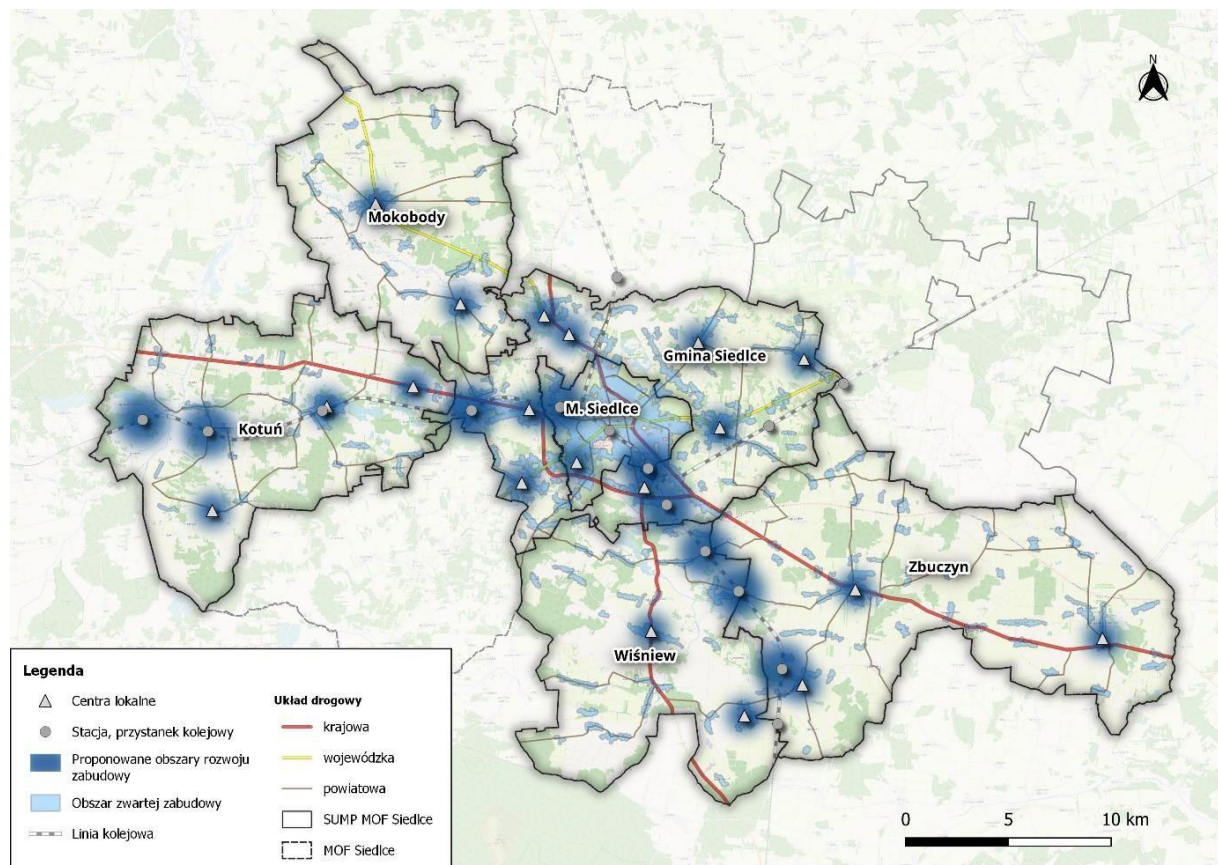 N
Mokobody
Gmina Siedlce
M. Siedlce
Kotuń
Zbuczyn
Wiśniew
Legenda
Centra lokalne
Stacja, przystanek kolejowy
Proponowane obszary rozwoju
zabudowy
Obszar zwartej zabudowy
Linia kolejowa
Układ drogowy
krajowa
wojewódzka
powiatowa
SUMP MOF Siedlce
MOF Siedlce
0 5 10 km